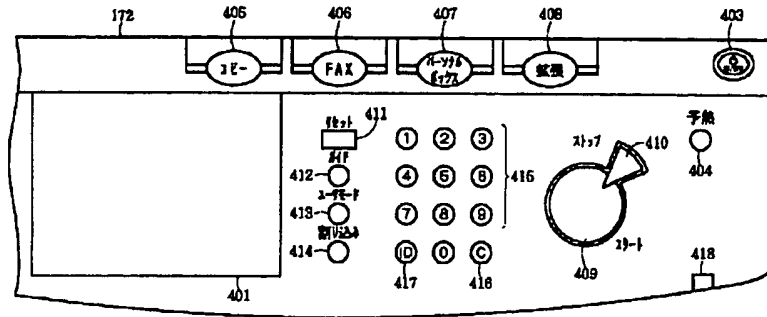 172 405 406 407 408 403
コピー FAX パーソナルボックス 拡張
リセット 411 予熱
ガイド ① ② ③ ストップ 410
412 ④ ⑤ ⑥ 415 404
ユーザモード
413 ⑦ ⑧ ⑨
割り込み スタート
414 ID 0 C 418
401 417 416 409